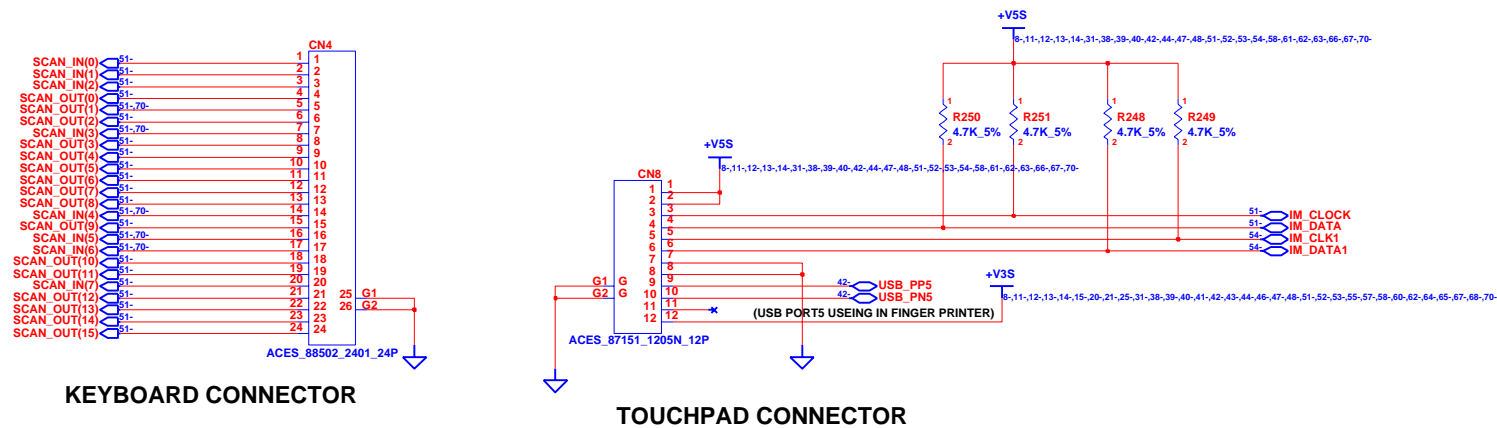 CN4
SCAN_IN(0) 51- 1 1
SCAN_IN(1) 51- 2 2
SCAN_IN(2) 51- 3 3
SCAN_OUT(0) 51- 4 4
SCAN_OUT(1) 51-,70- 5 5
SCAN_OUT(2) 51- 6 6
SCAN_IN(3) 51-,70- 7 7
SCAN_OUT(3) 51- 8 8
SCAN_OUT(4) 51- 9 9
SCAN_OUT(5) 51- 10 10
SCAN_OUT(6) 51- 11 11
SCAN_OUT(7) 51- 12 12
SCAN_OUT(8) 51- 13 13
SCAN_IN(4) 51-,70- 14 14
SCAN_OUT(9) 51- 15 15
SCAN_IN(5) 51-,70- 16 16
SCAN_IN(6) 51-,70- 17 17
SCAN_OUT(10) 51- 18 18
SCAN_OUT(11) 51- 19 19
SCAN_IN(7) 51- 20 20
SCAN_OUT(12) 51- 21 21 25 G1
SCAN_OUT(13) 51- 22 22 26 G2
SCAN_OUT(14) 51- 23 23
SCAN_OUT(15) 51- 24 24
ACES_88502_2401_24P
KEYBOARD CONNECTOR
+V5S
8-,11-,12-,13-,14-,31-,38-,39-,40-,42-,44-,47-,48-,51-,52-,53-,54-,58-,61-,62-,63-,66-,67-,70-
1 1 1 1
R250 R251 R248 R249
4.7K_5% 4.7K_5% 4.7K_5% 4.7K_5%
2 2 2 2
+V5S
8-,11-,12-,13-,14-,31-,38-,39-,40-,42-,44-,47-,48-,51-,52-,53-,54-,58-,61-,62-,63-,66-,67-,70-
CN8
1 1
2 2
3 3 51- IM_CLOCK
4 4 51- IM_DATA
5 5 54- IM_CLK1
6 6 54- IM_DATA1
7 7
8 8
G1 G 9 9 42- USB_PP5
G2 G 10 10 42- USB_PN5
11 11
12 12
+V3S
8-,11-,12-,13-,14-,15-,20-,21-,25-,31-,38-,39-,40-,41-,42-,43-,44-,46-,47-,48-,51-,52-,53-,55-,57-,58-,60-,62-,64-,65-,67-,68-,70-
(USB PORT5 USEING IN FINGER PRINTER)
ACES_87151_1205N_12P
TOUCHPAD CONNECTOR